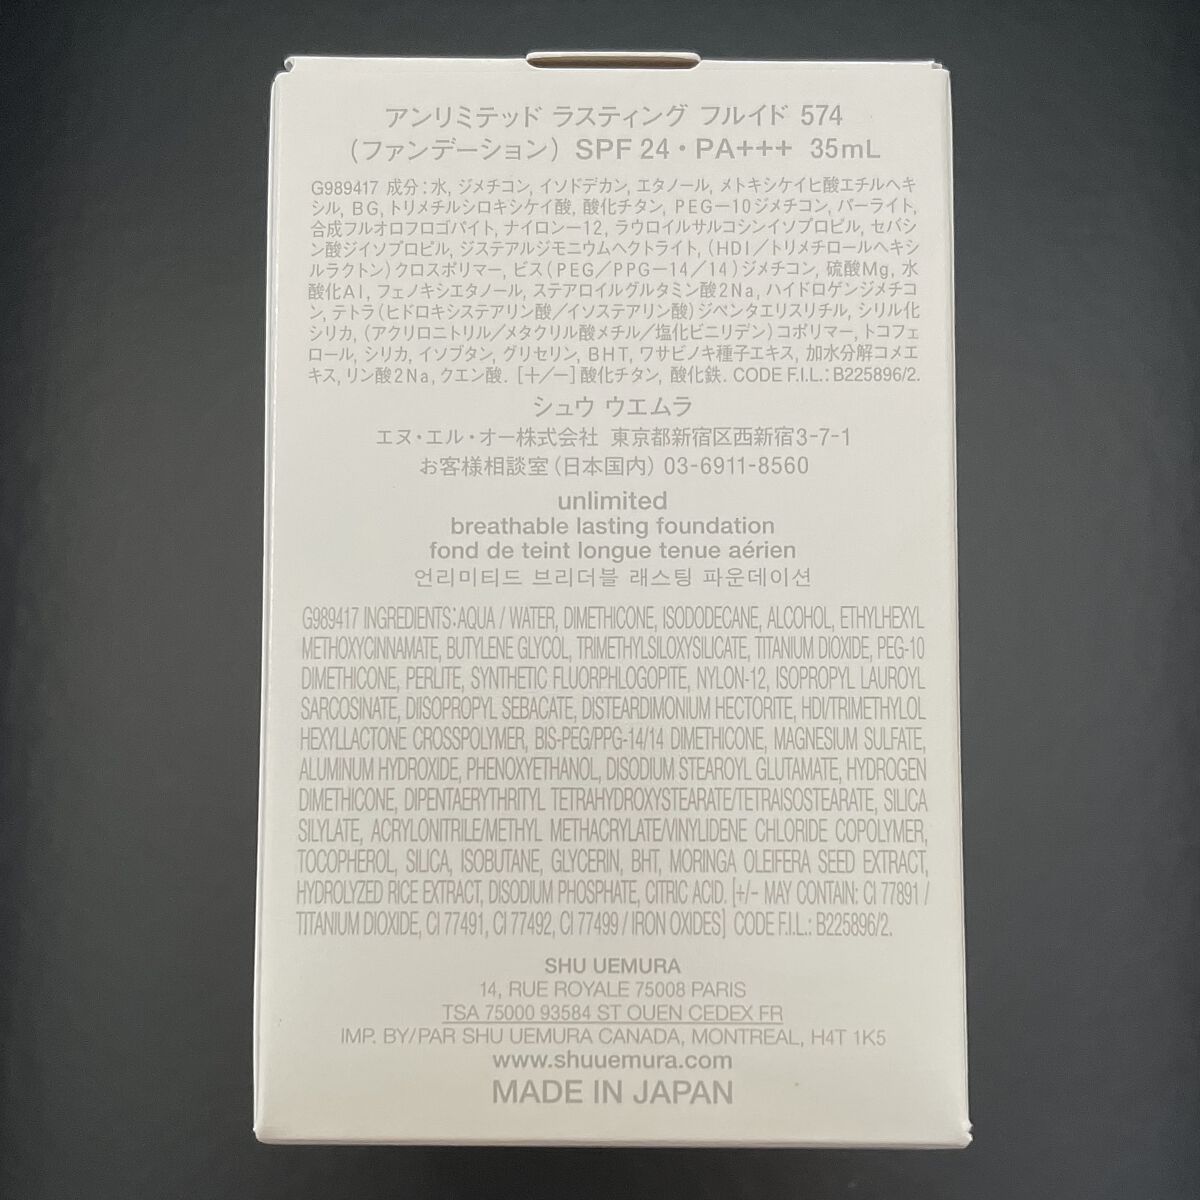 アンリミテッド ラスティング フルイド 574
(ファンデーション) SPF 24・PA+++ 35mL
G989417 成分:水, ジメチコン, イソドデカン, エタノール, メトキシケイヒ酸エチルヘキ
シル, BG, トリメチルシロキシケイ酸, 酸化チタン, PEG－10ジメチコン, パーライト,
合成フルオロフロゴパイト, ナイロン－12, ラウロイルサルコシンイソプロピル, セバシ
ン酸ジイソプロピル, ジステアルジモニウムヘクトライト, (HDI／トリメチロールヘキシ
ルラクトン)クロスポリマー, ビス(PEG／PPG－14／14)ジメチコン, 硫酸Mg, 水
酸化Al, フェノキシエタノール, ステアロイルグルタミン酸2Na, ハイドロゲンジメチコ
ン, テトラ(ヒドロキシステアリン酸／イソステアリン酸)ジペンタエリスリチル, シリル化
シリカ, (アクリロニトリル／メタクリル酸メチル／塩化ビニリデン)コポリマー, トコフェ
ロール, シリカ, イソブタン, グリセリン, BHT, ワサビノキ種子エキス, 加水分解コメエ
キス, リン酸2Na, クエン酸. [＋／－]酸化チタン, 酸化鉄. CODE F.I.L.: B225896/2.
シュウ ウエムラ
エヌ・エル・オー株式会社 東京都新宿区西新宿3-7-1
お客様相談室(日本国内) 03-6911-8560
unlimited
breathable lasting foundation
fond de teint longue tenue aérien
언리미티드 브리더블 래스팅 파운데이션
G989417 INGREDIENTS: AQUA / WATER, DIMETHICONE, ISODODECANE, ALCOHOL, ETHYLHEXYL
METHOXYCINNAMATE, BUTYLENE GLYCOL, TRIMETHYLSILOXYSILICATE, TITANIUM DIOXIDE, PEG-10
DIMETHICONE, PERLITE, SYNTHETIC FLUORPHLOGOPITE, NYLON-12, ISOPROPYL LAUROYL
SARCOSINATE, DIISOPROPYL SEBACATE, DISTEARDIMONIUM HECTORITE, HDI/TRIMETHYLOL
HEXYLLACTONE CROSSPOLYMER, BIS-PEG/PPG-14/14 DIMETHICONE, MAGNESIUM SULFATE,
ALUMINUM HYDROXIDE, PHENOXYETHANOL, DISODIUM STEAROYL GLUTAMATE, HYDROGEN
DIMETHICONE, DIPENTAERYTHRITYL TETRAHYDROXYSTEARATE/TETRAISOSTEARATE, SILICA
SILYLATE, ACRYLONITRILE/METHYL METHACRYLATE/VINYLIDENE CHLORIDE COPOLYMER,
TOCOPHEROL, SILICA, ISOBUTANE, GLYCERIN, BHT, MORINGA OLEIFERA SEED EXTRACT,
HYDROLYZED RICE EXTRACT, DISODIUM PHOSPHATE, CITRIC ACID. [+/- MAY CONTAIN: CI 77891 /
TITANIUM DIOXIDE, CI 77491, CI 77492, CI 77499 / IRON OXIDES] CODE F.I.L.: B225896/2.
SHU UEMURA
14, RUE ROYALE 75008 PARIS
TSA 75000 93584 ST OUEN CEDEX FR
IMP. BY/PAR SHU UEMURA CANADA, MONTREAL, H4T 1K5
www.shuuemura.com
MADE IN JAPAN